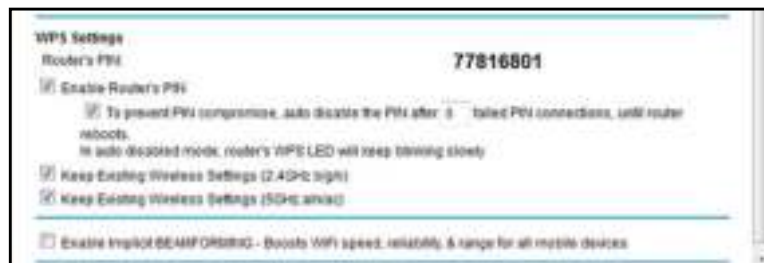 WPS Settings
Router's PIN: 77816801
Enable Router's PIN
To prevent PIN compromise, auto disable the PIN after failed PIN connections, until router
reboots.
In auto disabled mode, router's WPS LED will keep blinking slowly
Keep Existing Wireless Settings (2.4GHz b/g/n)
Keep Existing Wireless Settings (5GHz a/n/ac)
Enable Implicit BEAMFORMING - Boosts WiFi speed, reliability, & range for all mobile devices